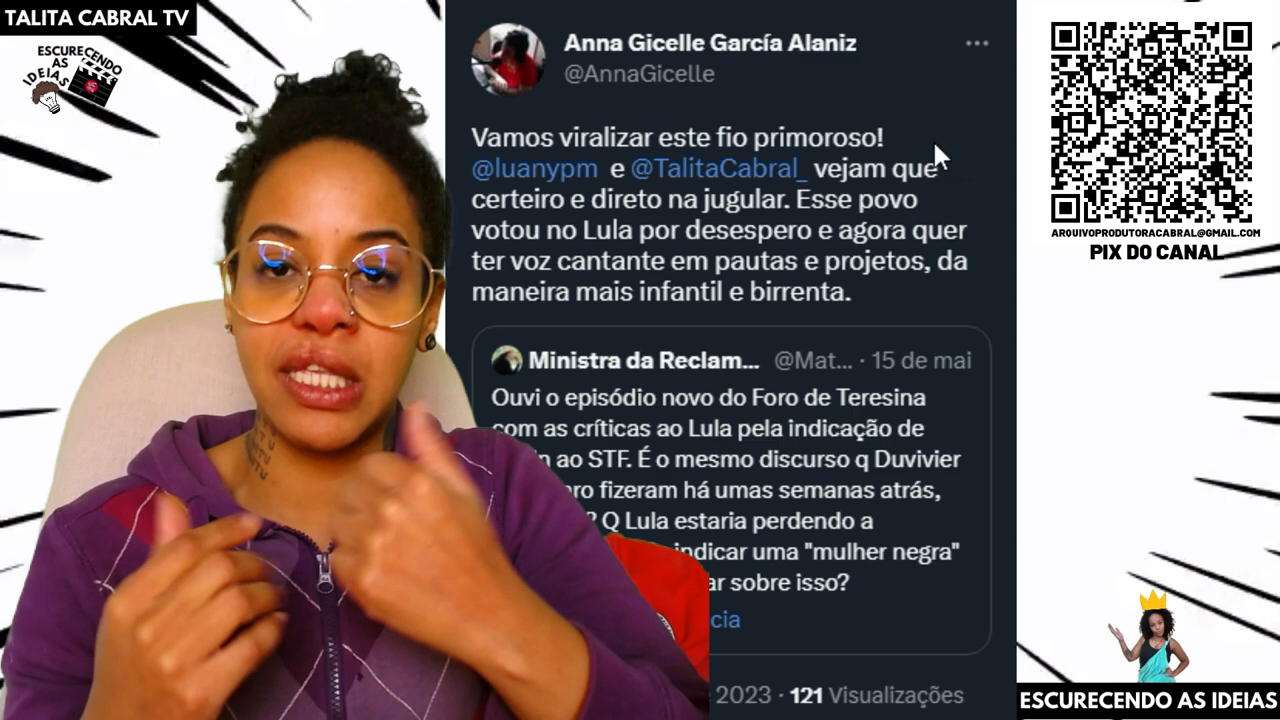 TALITA CABRAL TV
ESCURECENDO
AS
IDEIAS
Anna Gicelle García Alaniz
@AnnaGicelle
Vamos viralizar este fio primoroso!
@luanypm e @TalitaCabral_ vejam que
certeiro e direto na jugular. Esse povo
votou no Lula por desespero e agora quer
ter voz cantante em pautas e projetos, da
maneira mais infantil e birrenta.
Ministra da Reclam... @Mat... · 15 de mai
Ouvi o episódio novo do Foro de Teresina
com as críticas ao Lula pela indicação de
ao STF. É o mesmo discurso q Duvivier
fizeram há umas semanas atrás,
? Q Lula estaria perdendo a
indicar uma "mulher negra"
sobre isso?
2023 · 121 Visualizações
ARQUIVOPRODUTORACABRAL@GMAIL.COM
PIX DO CANAL
ESCURECENDO AS IDEIAS